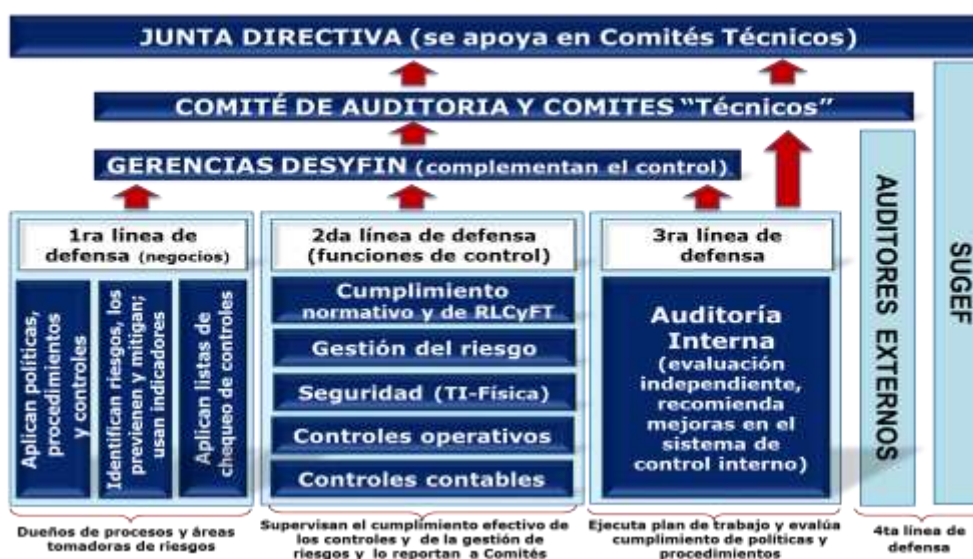 JUNTA DIRECTIVA (se apoya en Comités Técnicos)
COMITÉ DE AUDITORIA Y COMITES “Técnicos”
GERENCIAS DESYFIN (complementan el control)
1ra línea de
defensa (negocios)
Aplican políticas,
procedimientos
y controles
Identifican riesgos, los
previenen y mitigan;
usan indicadores
Aplican listas de
chequeo de controles
Dueños de procesos y áreas
tomadoras de riesgos
2da línea de defensa
(funciones de control)
Cumplimiento
normativo y de RLCyFT
Gestión del riesgo
Seguridad (TI-Física)
Controles operativos
Controles contables
Supervisan el cumplimiento efectivo de
los controles y de la gestión de
riesgos y lo reportan a Comités
3ra línea de
defensa
Auditoría
Interna
(evaluación
independiente,
recomienda
mejoras en el
sistema de
control interno)
Ejecuta plan de trabajo y evalúa
cumplimiento de políticas y
procedimientos
AUDITORES EXTERNOS
SUGEF
4ta línea de
defensa